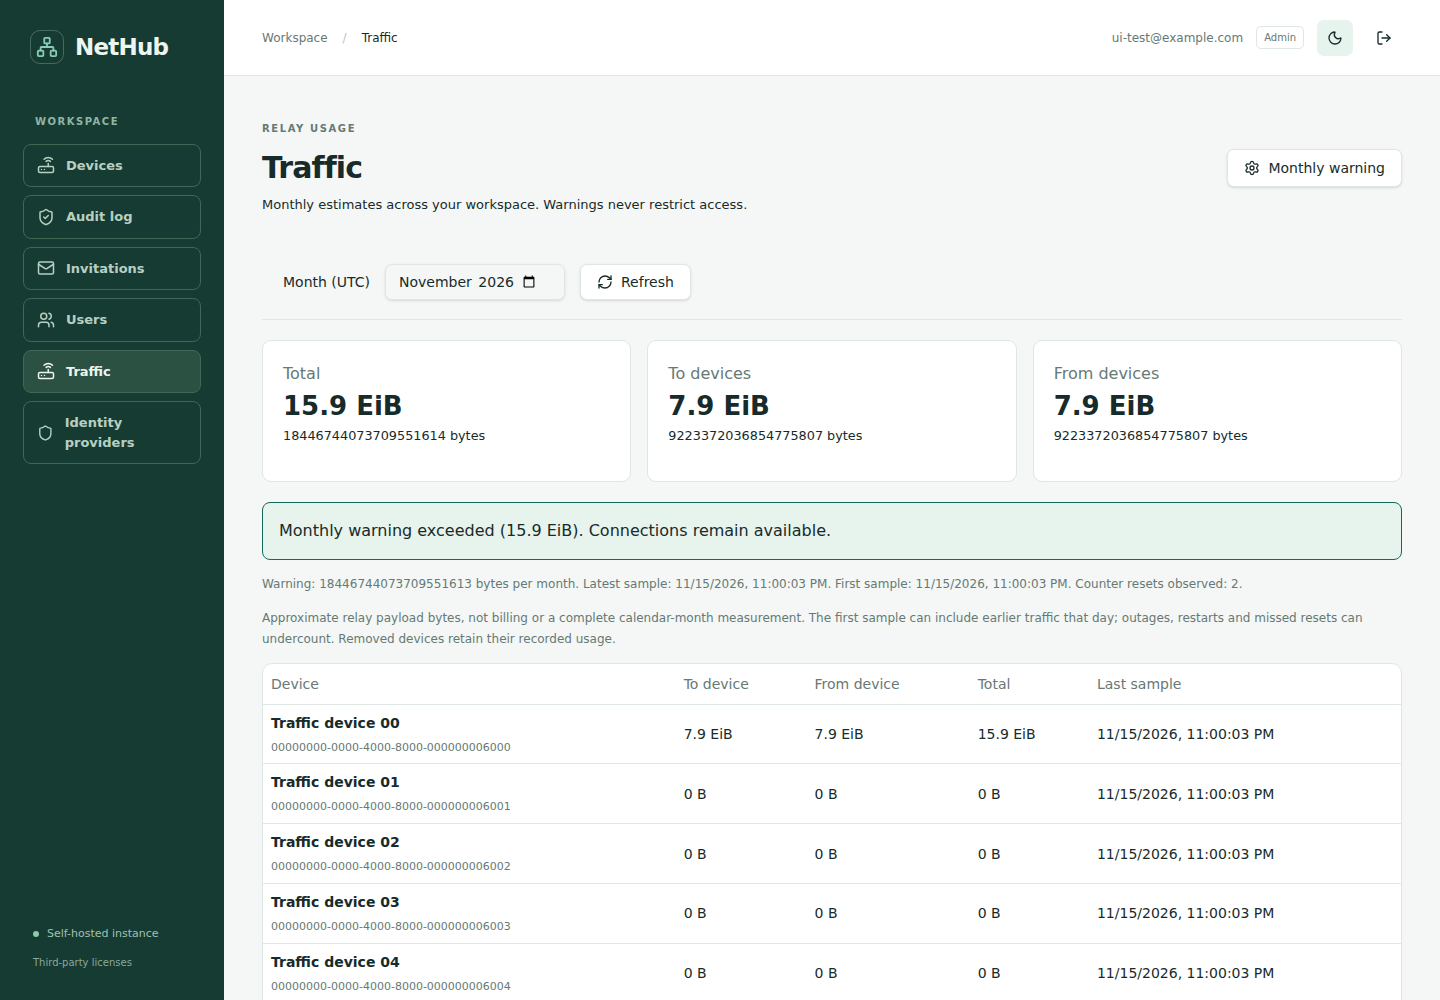 NetHub
WORKSPACE
Devices
Audit log
Invitations
Users
Traffic
Identity
providers
Self-hosted instance
Third-party licenses
Workspace / Traffic
ui-test@example.com Admin
RELAY USAGE
Traffic
Monthly warning
Monthly estimates across your workspace. Warnings never restrict access.
Month (UTC) November 2026 Refresh
Total
15.9 EiB
18446744073709551614 bytes
To devices
7.9 EiB
9223372036854775807 bytes
From devices
7.9 EiB
9223372036854775807 bytes
Monthly warning exceeded (15.9 EiB). Connections remain available.
Warning: 18446744073709551613 bytes per month. Latest sample: 11/15/2026, 11:00:03 PM. First sample: 11/15/2026, 11:00:03 PM. Counter resets observed: 2.
Approximate relay payload bytes, not billing or a complete calendar-month measurement. The first sample can include earlier traffic that day; outages, restarts and missed resets can
undercount. Removed devices retain their recorded usage.
Device To device From device Total Last sample
Traffic device 00
00000000-0000-4000-8000-000000006000
7.9 EiB 7.9 EiB 15.9 EiB 11/15/2026, 11:00:03 PM
Traffic device 01
00000000-0000-4000-8000-000000006001
0 B 0 B 0 B 11/15/2026, 11:00:03 PM
Traffic device 02
00000000-0000-4000-8000-000000006002
0 B 0 B 0 B 11/15/2026, 11:00:03 PM
Traffic device 03
00000000-0000-4000-8000-000000006003
0 B 0 B 0 B 11/15/2026, 11:00:03 PM
Traffic device 04
00000000-0000-4000-8000-000000006004
0 B 0 B 0 B 11/15/2026, 11:00:03 PM